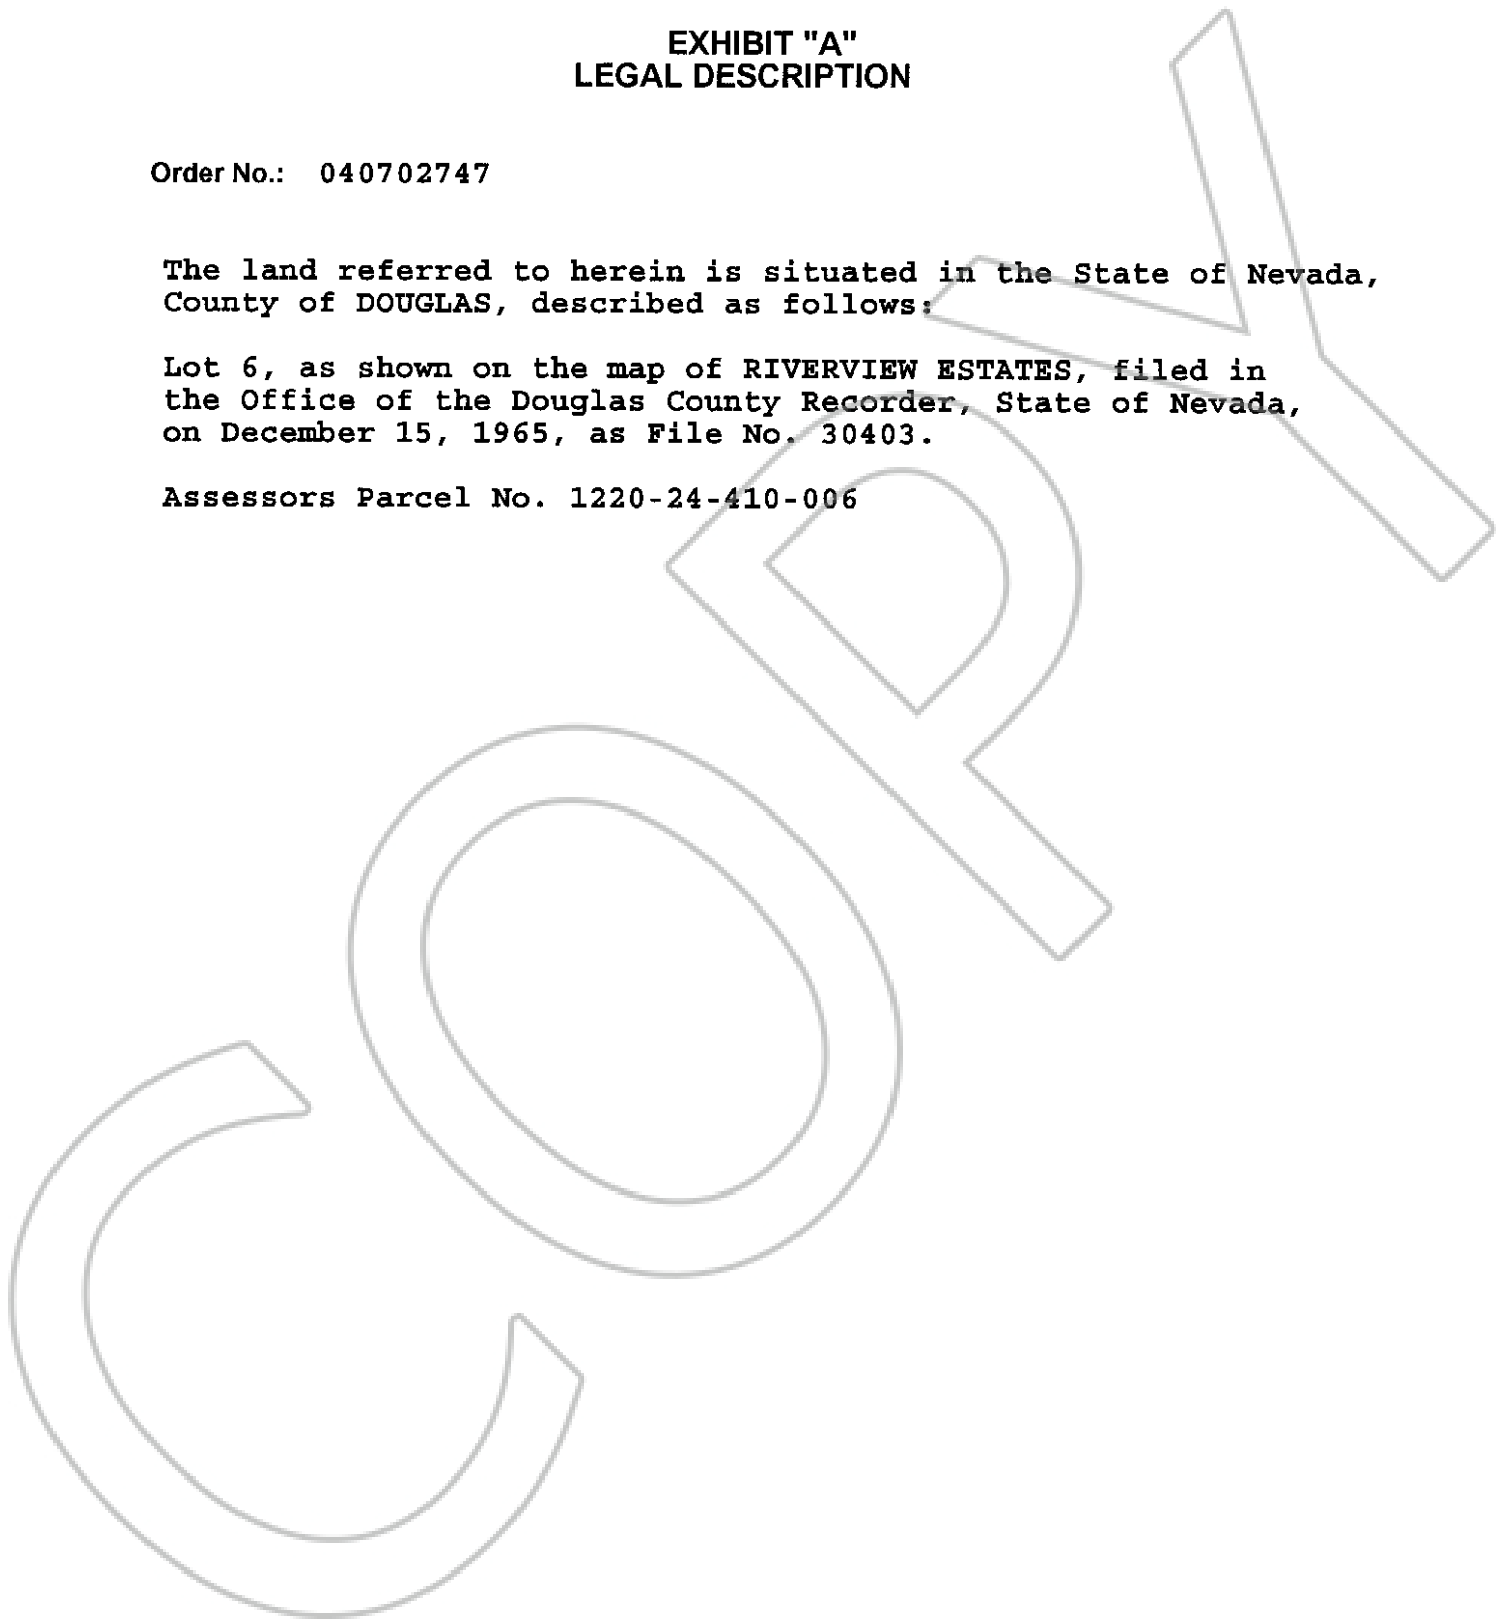 EXHIBIT "A"
LEGAL DESCRIPTION
Order No.: 040702747
The land referred to herein is situated in the State of Nevada,
County of DOUGLAS, described as follows:
Lot 6, as shown on the map of RIVERVIEW ESTATES, filed in
the Office of the Douglas County Recorder, State of Nevada,
on December 15, 1965, as File No. 30403.
Assessors Parcel No. 1220-24-410-006
COPY